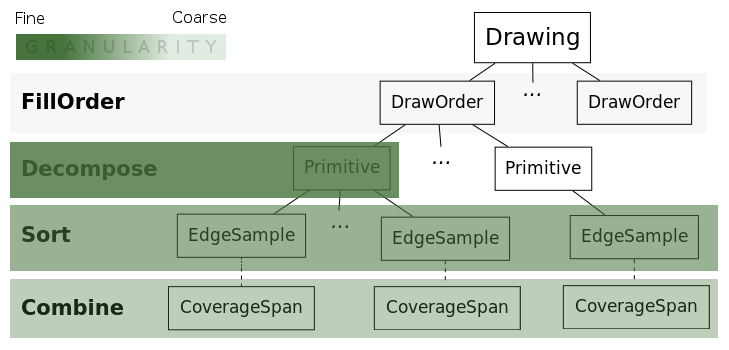 Fine Coarse
GRANULARITY
Drawing
FillOrder DrawOrder ... DrawOrder
Decompose Primitive ... Primitive
Sort EdgeSample ... EdgeSample EdgeSample
Combine CoverageSpan CoverageSpan CoverageSpan